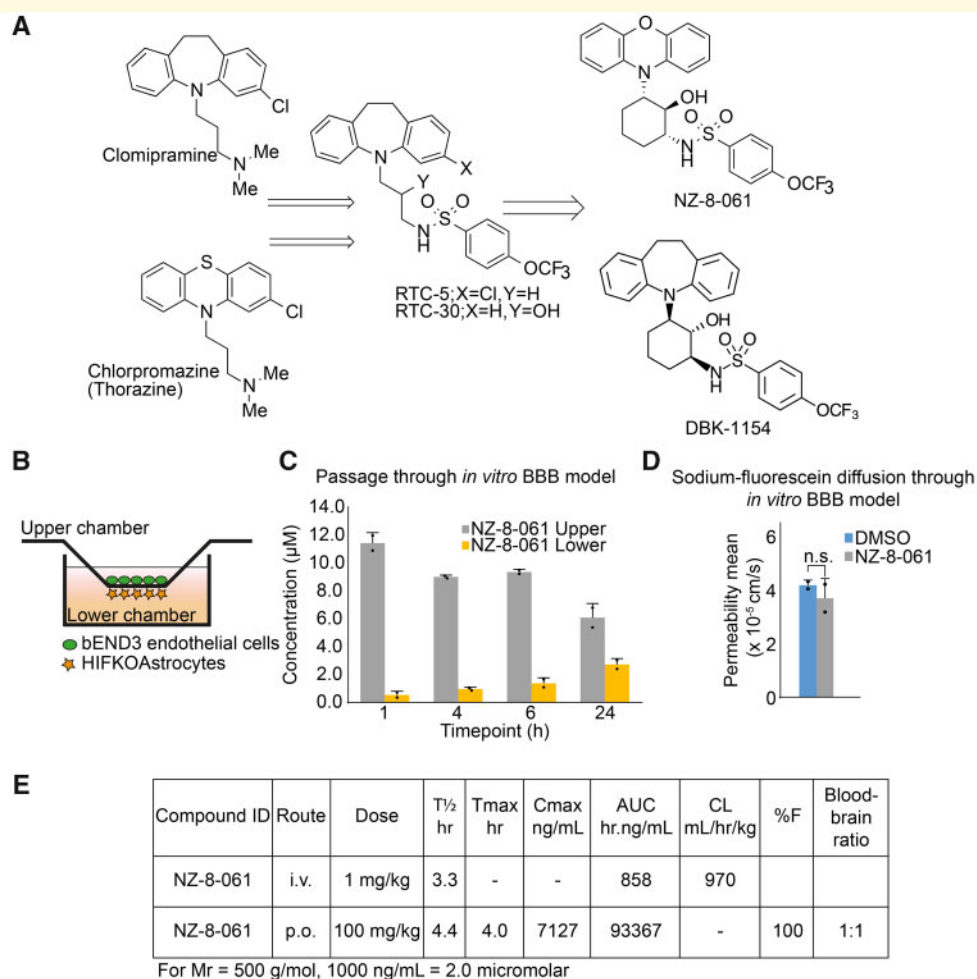 A
Cl
N
Clomipramine
N
Me
Me
S
N
Cl
Chlorpromazine
(Thorazine)
N
Me
Me
N
X
Y
O
O
S
N
H
OCF3
RTC-5;X=Cl,Y=H
RTC-30;X=H,Y=OH
O
N
OH
O
O
S
N
H
OCF3
NZ-8-061
N
OH
O
O
S
N
H
OCF3
DBK-1154
B
Upper chamber
Lower chamber
bEND3 endothelial cells
HIFKOAstrocytes
C
Passage through in vitro BBB model
NZ-8-061 Upper
NZ-8-061 Lower
Concentration (µM)
14.0
12.0
10.0
8.0
6.0
4.0
2.0
0.0
1 4 6 24
Timepoint (h)
D
Sodium-fluorescein diffusion through
in vitro BBB model
DMSO
NZ-8-061
n.s.
Permeability mean
(x 10-5 cm/s)
6
4
2
0
E
Compound ID Route Dose T½ hr Tmax hr Cmax ng/mL AUC hr.ng/mL CL mL/hr/kg %F Blood-brain ratio
NZ-8-061 i.v. 1 mg/kg 3.3 - - 858 970
NZ-8-061 p.o. 100 mg/kg 4.4 4.0 7127 93367 - 100 1:1
For Mr = 500 g/mol, 1000 ng/mL = 2.0 micromolar